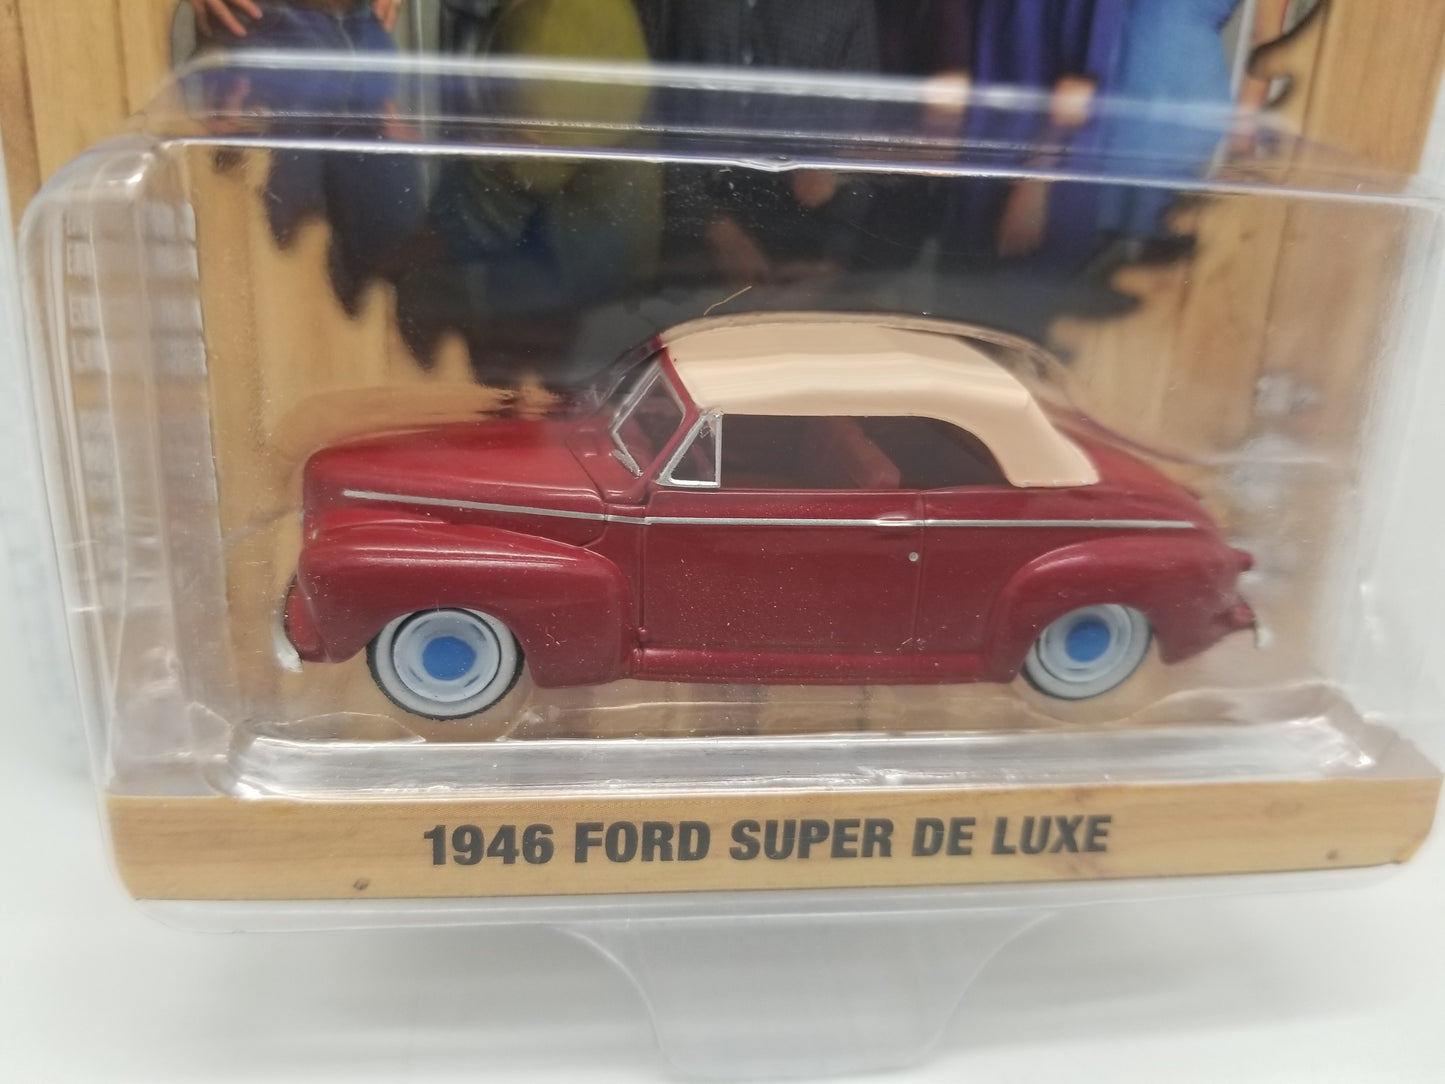 1946 FORD SUPER DE LUXE